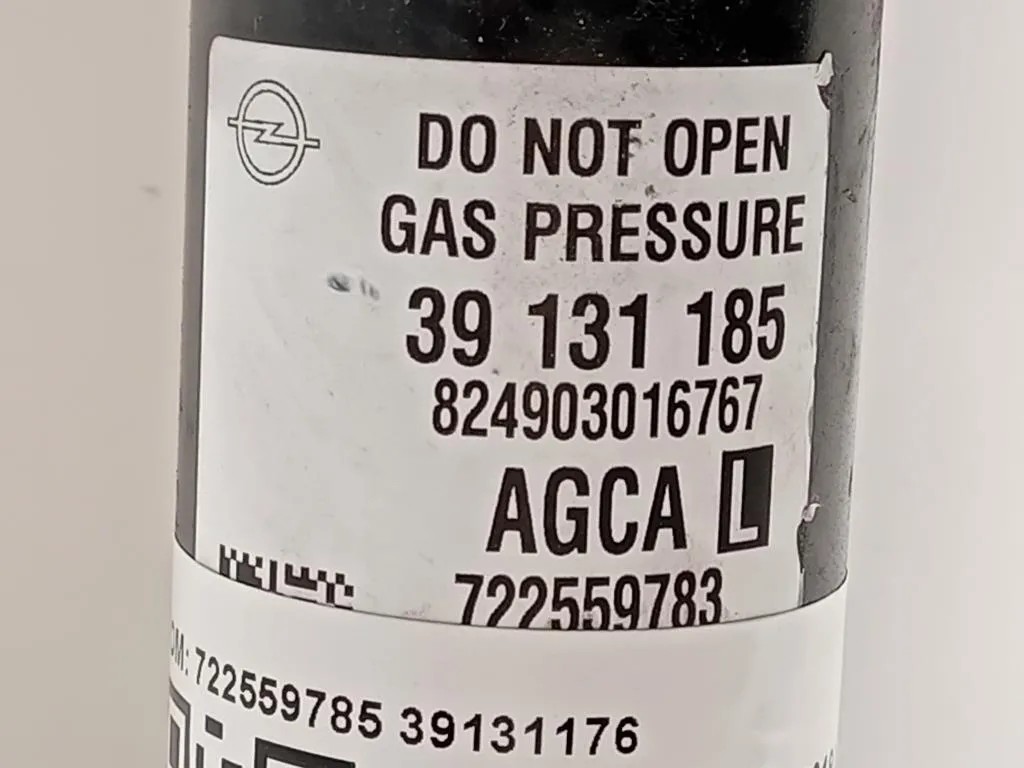 DO NOT OPEN
GAS PRESSURE
39 131 185
824903016767
AGCA L
722559783
722559785 39131176